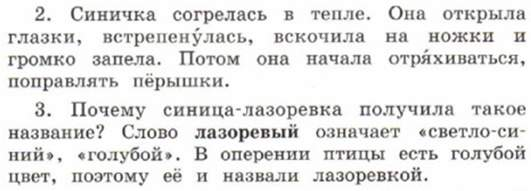 2. Синичка согрелась в тепле. Она открыла
глазки, встрепену́лась, вскочила на ножки и
громко запела. Потом она начала отря́хиваться,
поправлять пёрышки.
3. Почему синица-лазоревка получила такое
название? Слово лазоревый означает «светло-си-
ний», «голубой». В оперении птицы есть голубой
цвет, поэтому её и назвали лазоревкой.